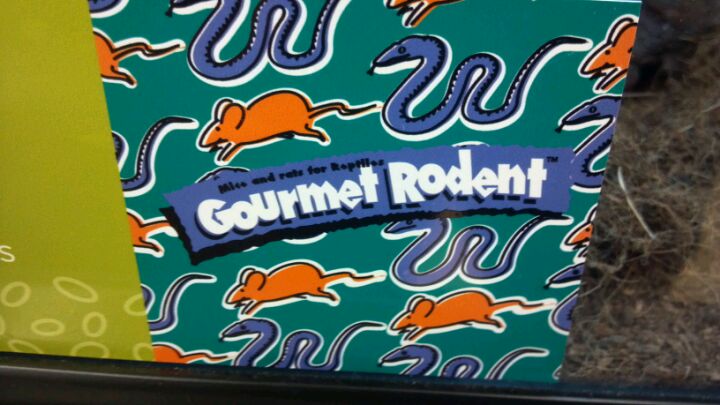 Mice and rats for Reptiles
Gourmet Rodent™
S